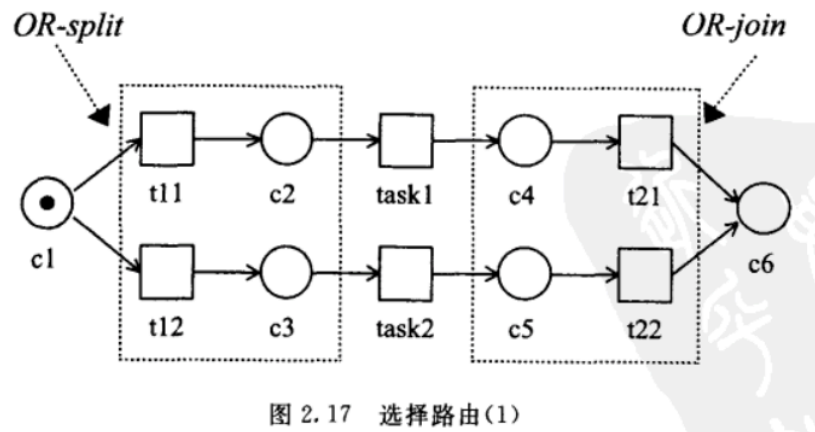 OR-split
OR-join
t11
c2
task1
c4
t21
c1
c6
t12
c3
task2
c5
t22
图 2.17 选择路由(1)